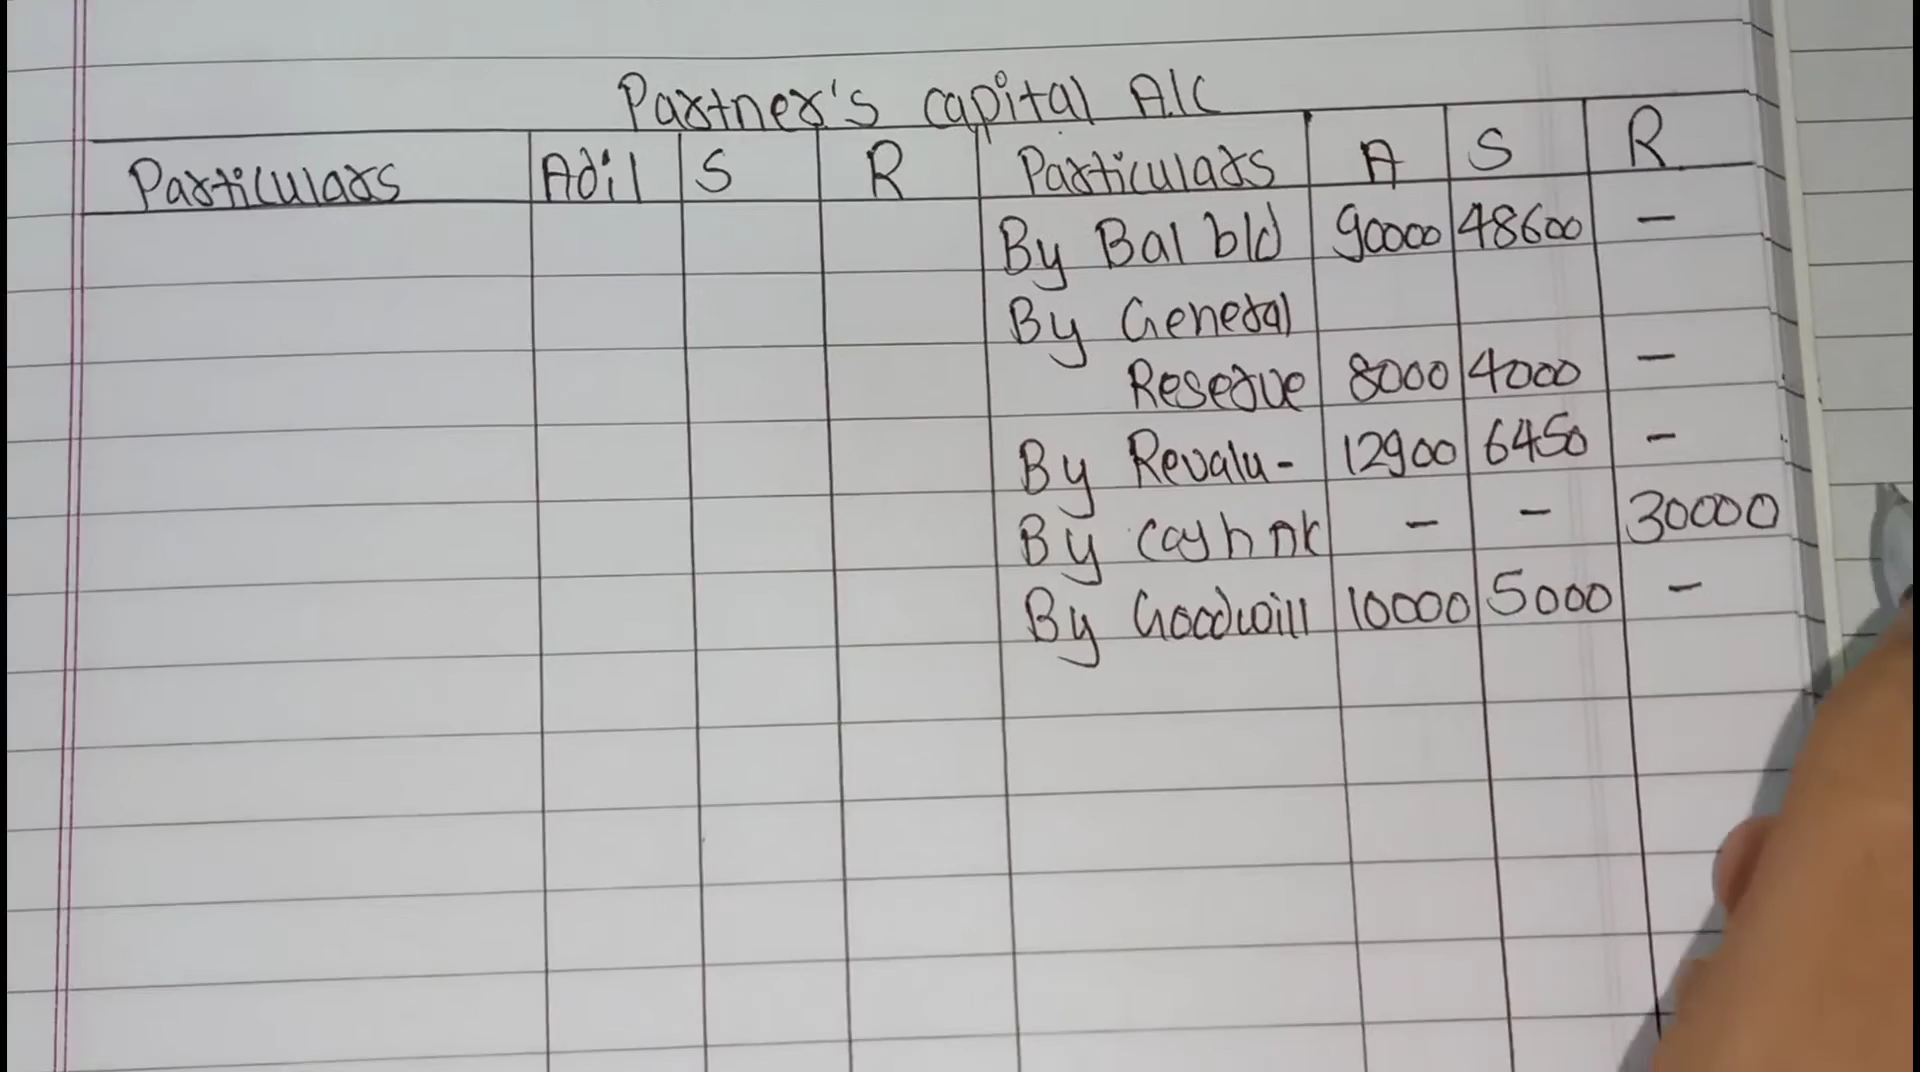 Partner's capital A/c
Particulars Adil S R Particulars A S R
By Bal b/d 90000 48600 -
By General
Reserve 8000 4000 -
By Revalu- 12900 6450 -
By cash A/c - - 30000
By Goodwill 10000 5000 -